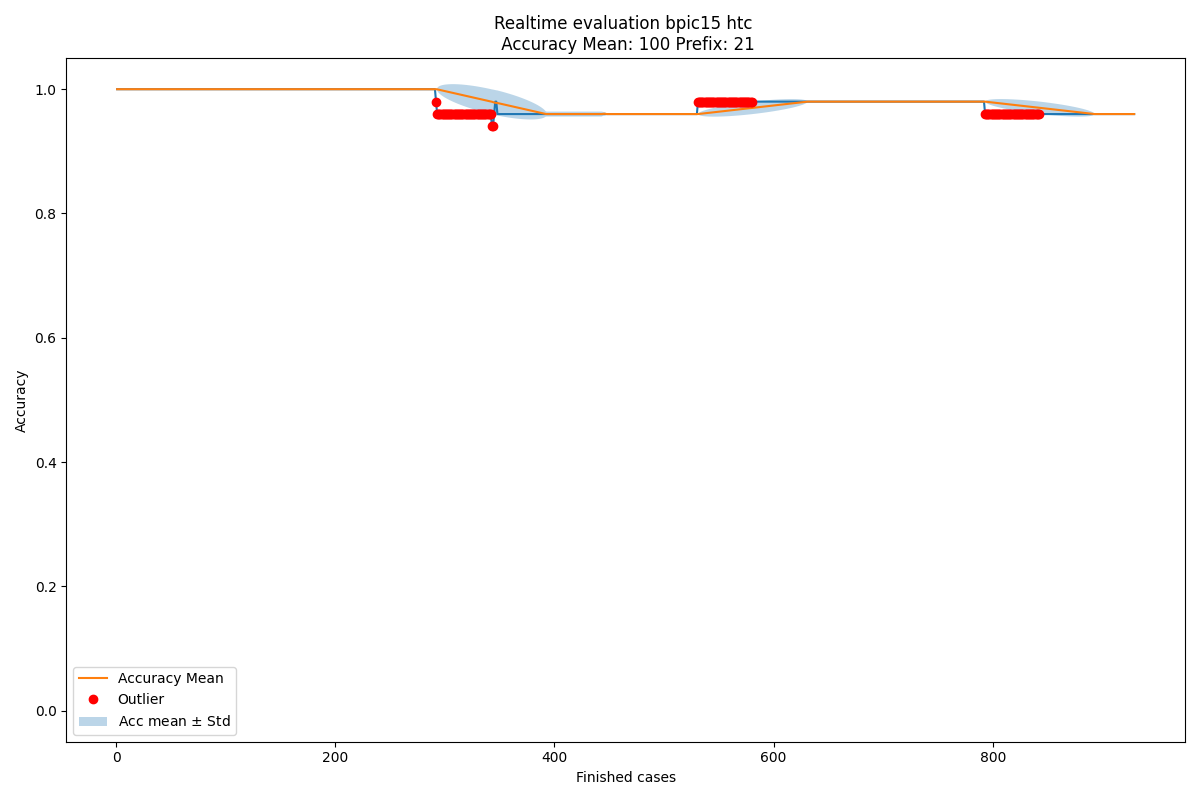 Realtime evaluation bpic15 htc
Accuracy Mean: 100 Prefix: 21
1.0
0.8
0.6
0.4
0.2
0.0
Accuracy
Accuracy Mean
Outlier
Acc mean ± Std
0
200
400
600
800
Finished cases